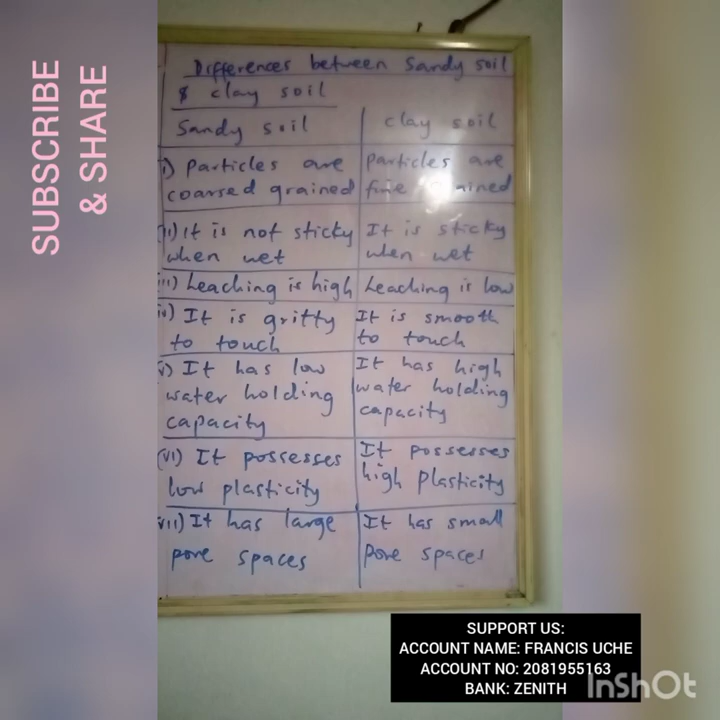 SUBSCRIBE
& SHARE
Differences between Sandy soil
& clay soil
Sandy soil
clay soil
i) Particles are
coarsed grained
Particles are
fine ained
(ii) It is not sticky
when wet
It is sticky
when wet
iii) Leaching is high
Leaching is low
iv) It is gritty
to touch
It is smooth
to touch
v) It has low
water holding
capacity
It has high
water holding
capacity
(vi) It possesses
low plasticity
It possesses
high plasticity
vii) It has large
pore spaces
It has small
Pore spaces
SUPPORT US:
ACCOUNT NAME: FRANCIS UCHE
ACCOUNT NO: 2081955163
BANK: ZENITH
InShOt